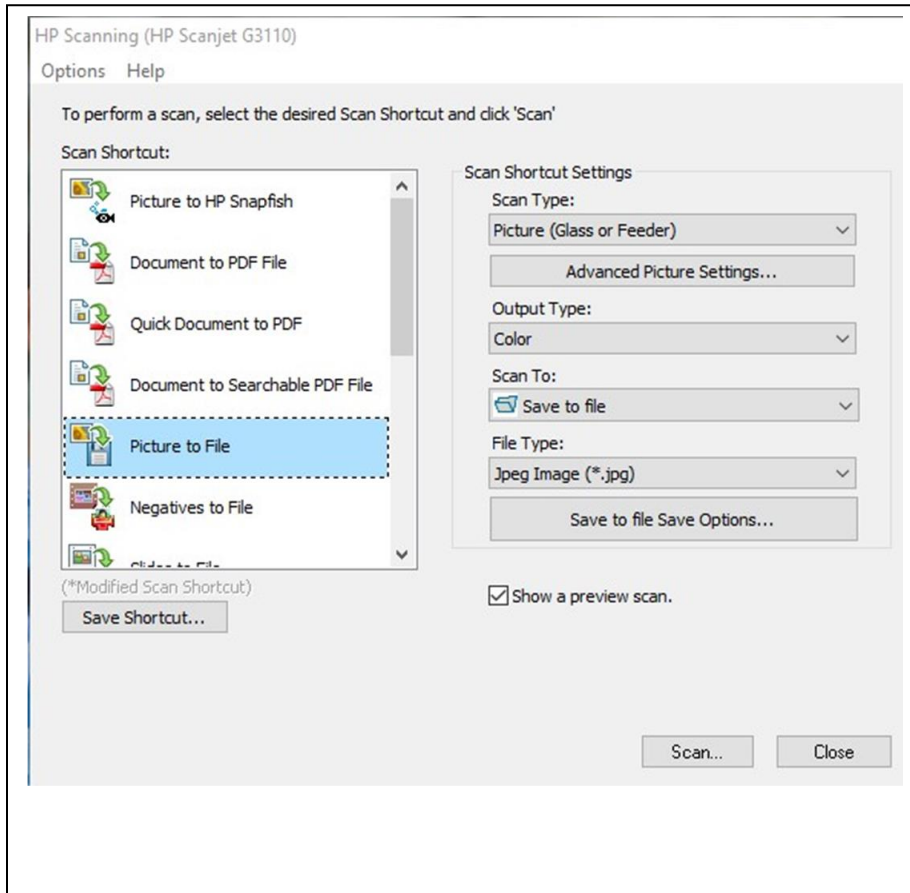 HP Scanning (HP Scanjet G3110)
Options Help
To perform a scan, select the desired Scan Shortcut and click 'Scan'
Scan Shortcut:
Picture to HP Snapfish
Document to PDF File
Quick Document to PDF
Document to Searchable PDF File
Picture to File
Negatives to File
Slides to File
(*Modified Scan Shortcut)
Save Shortcut...
Scan Shortcut Settings
Scan Type:
Picture (Glass or Feeder)
Advanced Picture Settings...
Output Type:
Color
Scan To:
Save to file
File Type:
Jpeg Image (*.jpg)
Save to file Save Options...
Show a preview scan.
Scan... Close